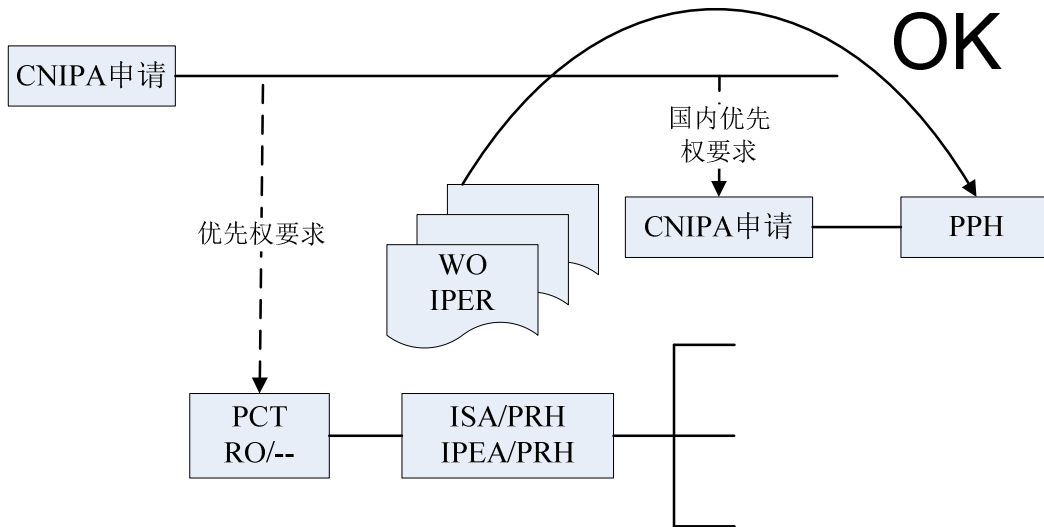 OK
CNIPA申请
国内优先
权要求
CNIPA申请
PPH
优先权要求
WO
IPER
PCT
RO/--
ISA/PRH
IPEA/PRH